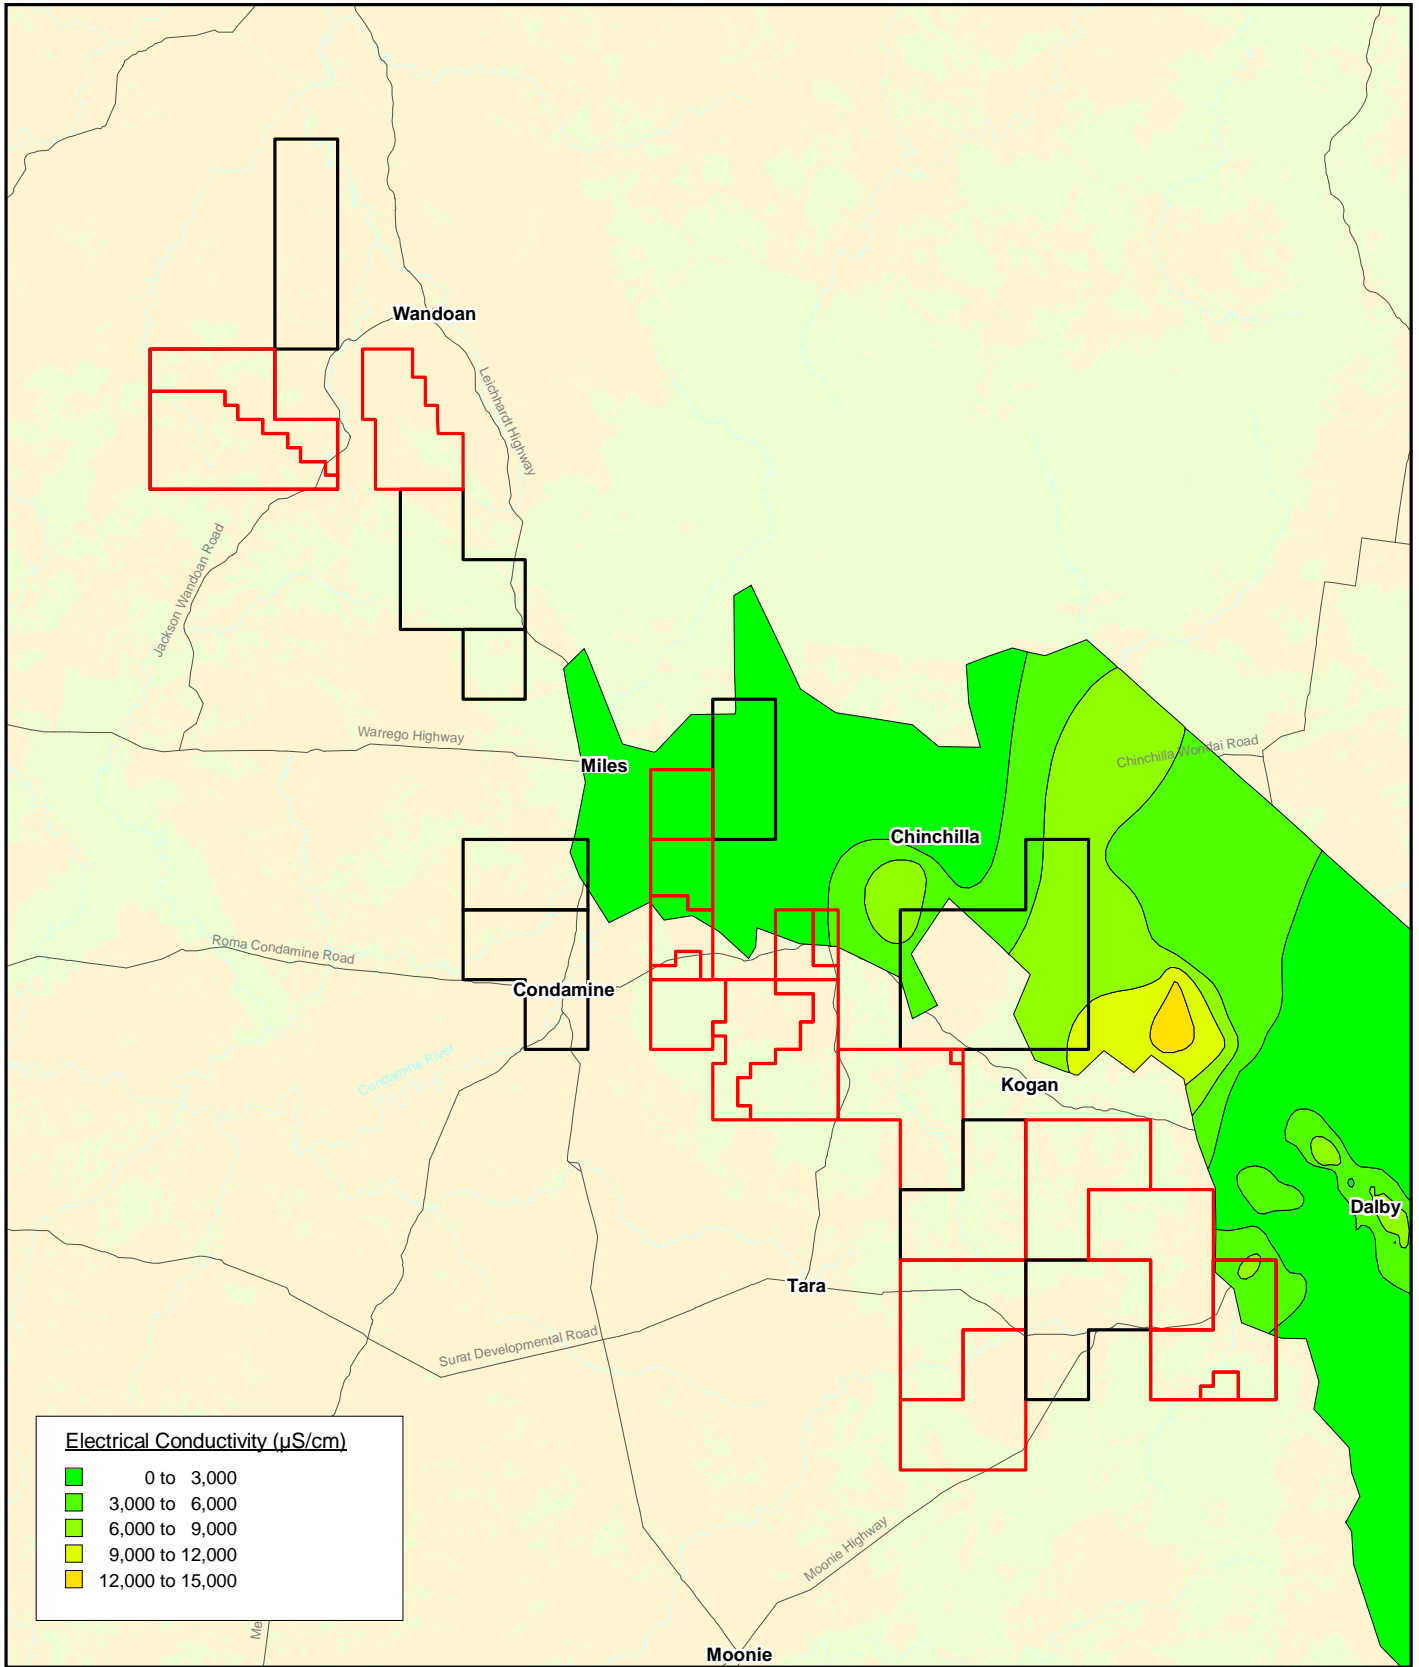 Wandoan
Leichhardt Highway
Jackson Wandoan Road
Warrego Highway
Miles
Chinchilla Wondai Road
Chinchilla
Roma Condamine Road
Condamine
Condamine River
Kogan
Dalby
Tara
Surat Developmental Road
Moonie Highway
Electrical Conductivity (µS/cm)
0 to 3,000
3,000 to 6,000
6,000 to 9,000
9,000 to 12,000
12,000 to 15,000
Me
Moonie